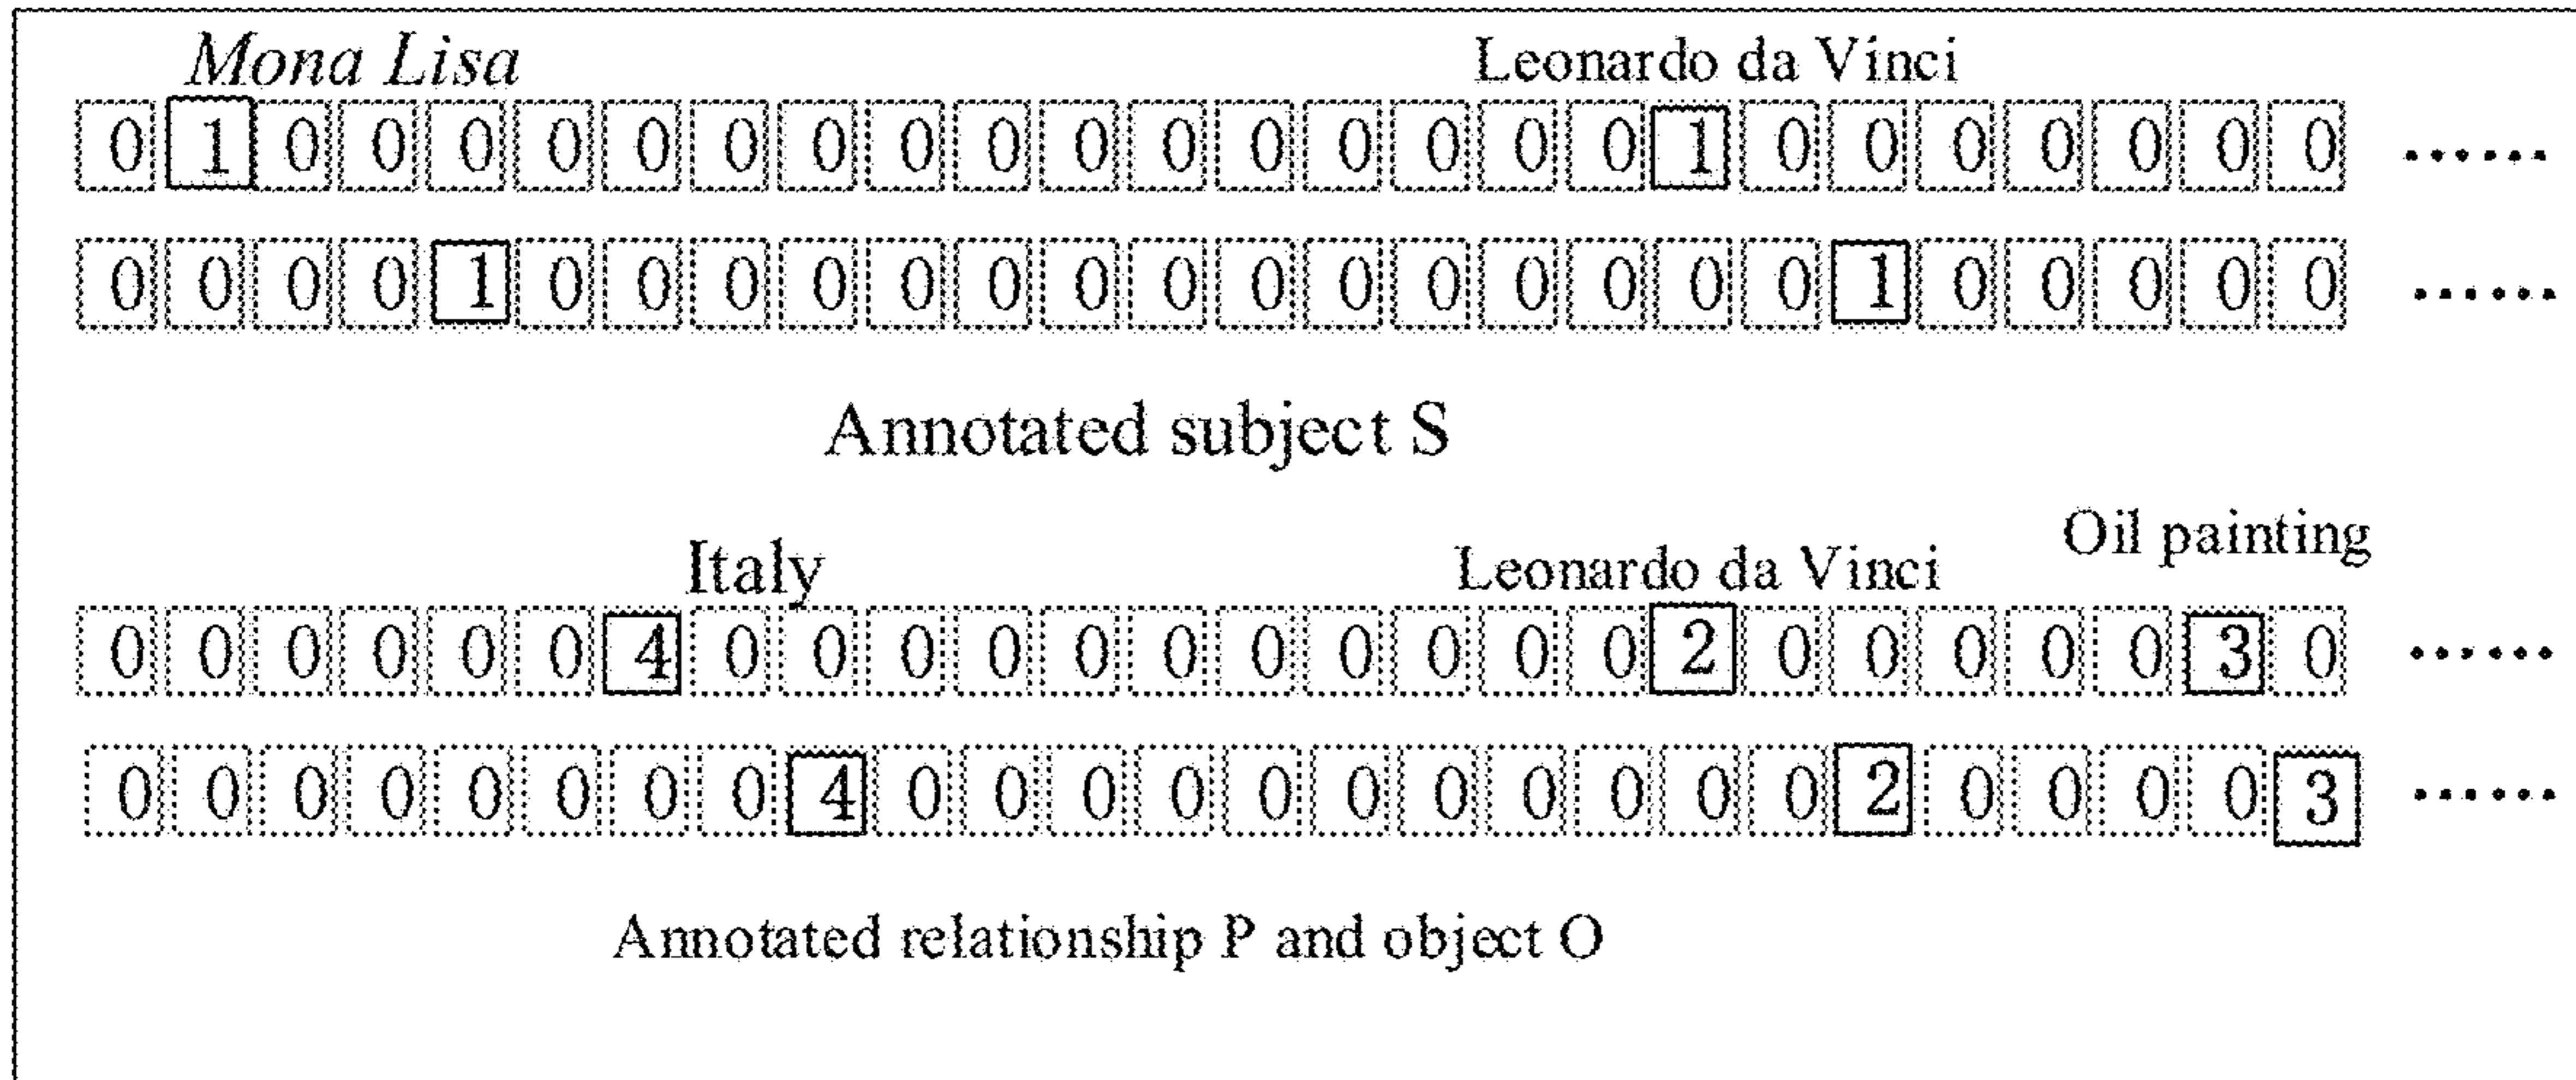 Mona Lisa Leonardo da Vinci
0 1 0 0 0 0 0 0 0 0 0 0 0 0 0 0 0 0 1 0 0 0 0 0 0 0 ......
0 0 0 0 1 0 0 0 0 0 0 0 0 0 0 0 0 0 0 0 1 0 0 0 0 0 ......
Annotated subject S
Italy Leonardo da Vinci Oil painting
0 0 0 0 0 0 4 0 0 0 0 0 0 0 0 0 0 0 2 0 0 0 0 0 3 0 ......
0 0 0 0 0 0 0 0 4 0 0 0 0 0 0 0 0 0 0 0 2 0 0 0 0 3 ......
Annotated relationship P and object O